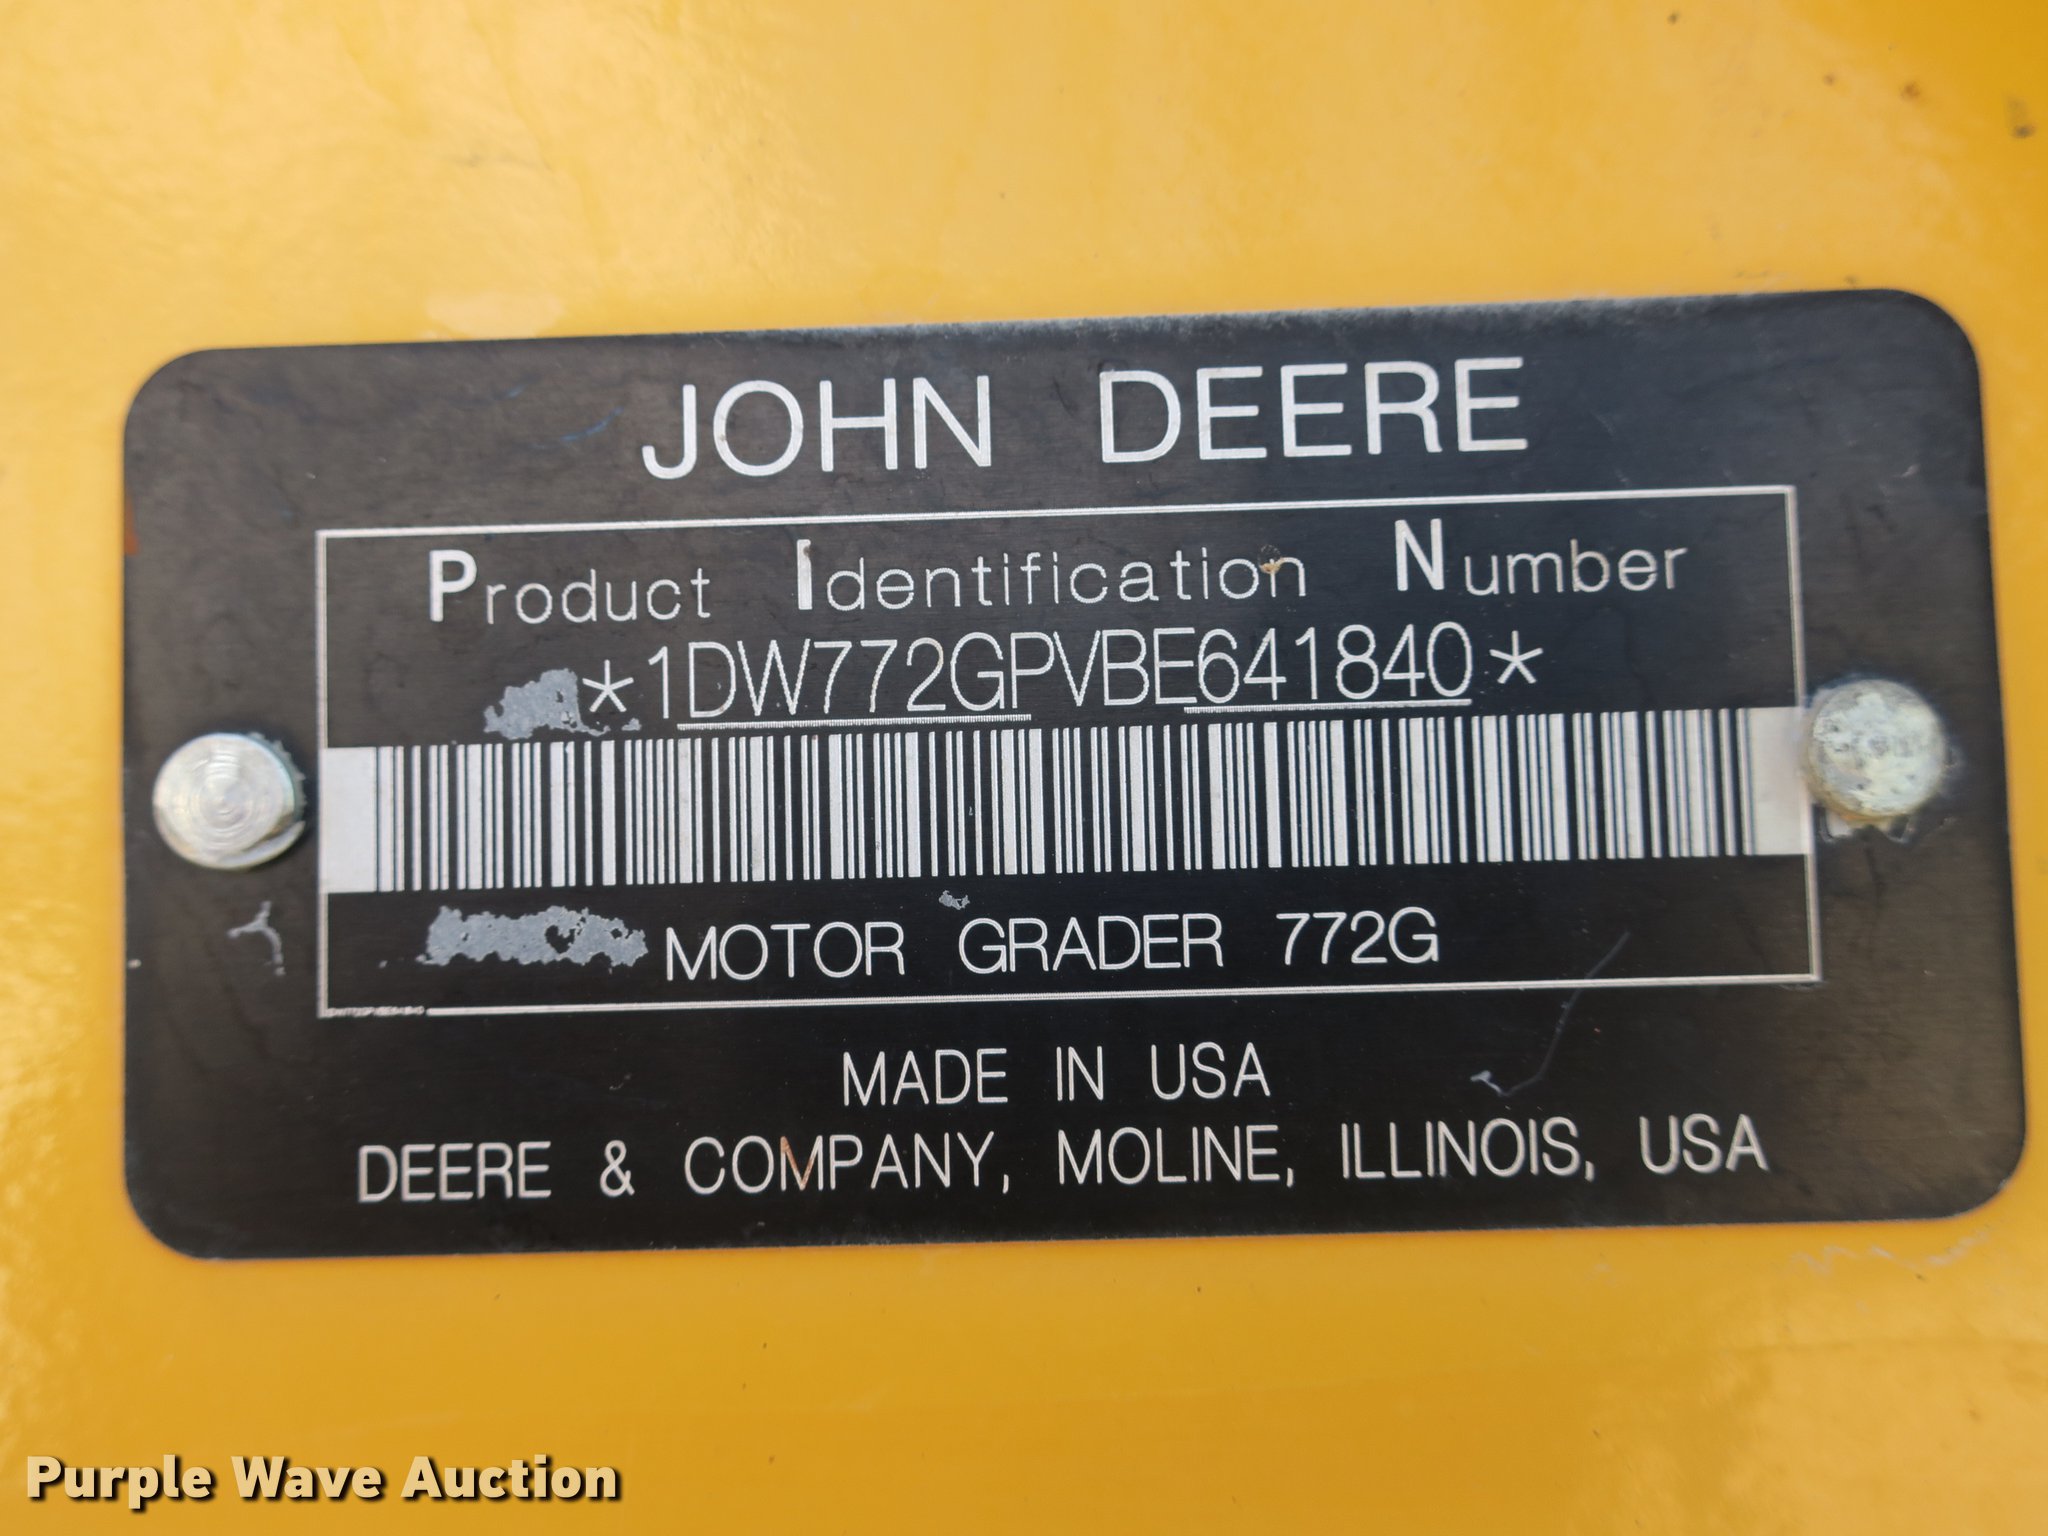 JOHN DEERE
Product Identification Number
*1DW772GPVBE641840*
MOTOR GRADER 772G
MADE IN USA
DEERE & COMPANY, MOLINE, ILLINOIS, USA
Purple Wave Auction